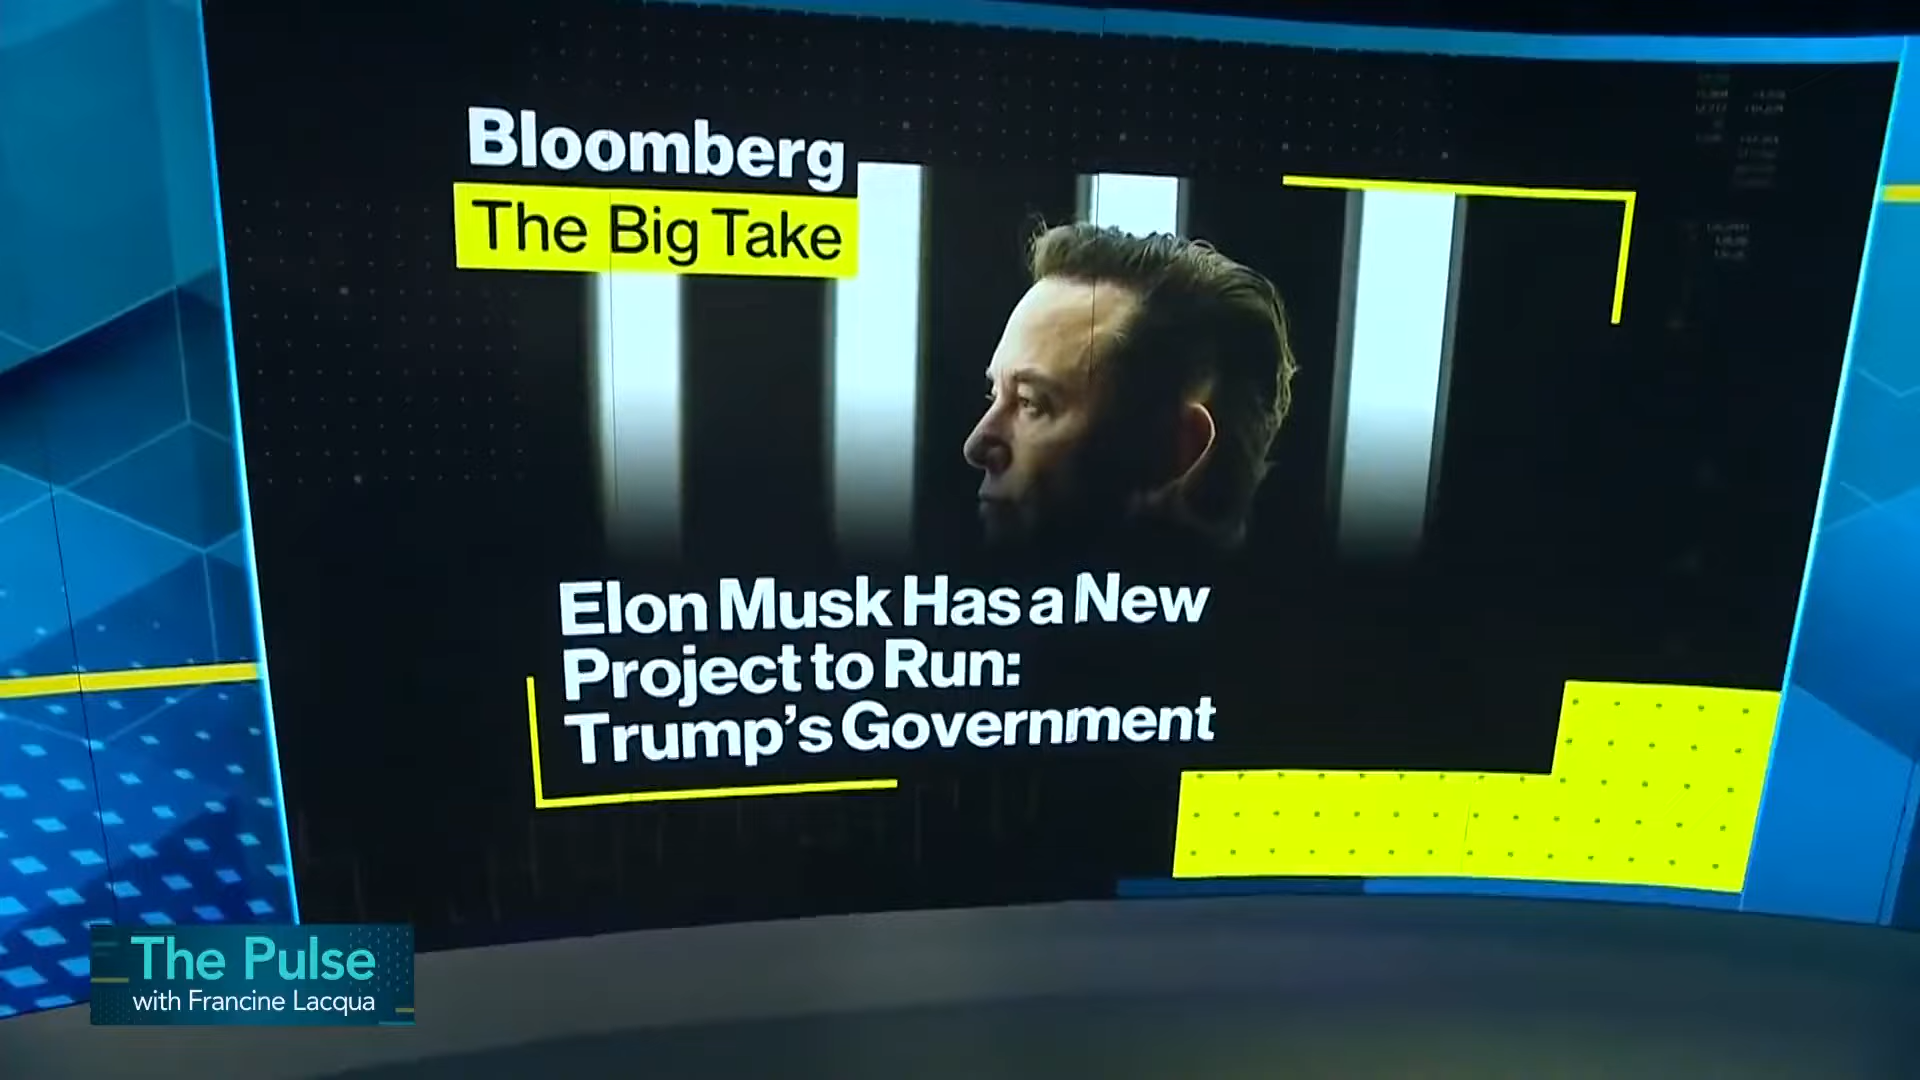 Bloomberg
The Big Take
Elon Musk Has a New
Project to Run:
Trump's Government
The Pulse
with Francine Lacqua